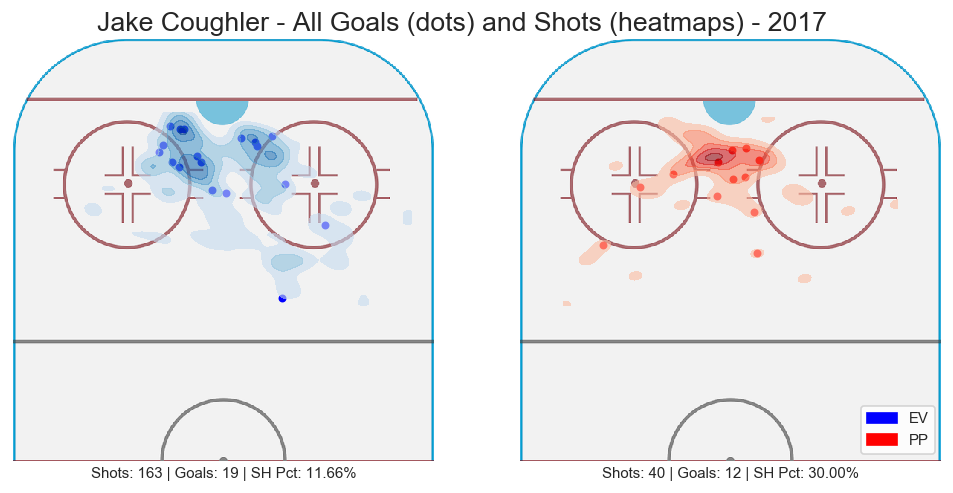 Jake Coughler - All Goals (dots) and Shots (heatmaps) - 2017
EV
PP
Shots: 163 | Goals: 19 | SH Pct: 11.66%
Shots: 40 | Goals: 12 | SH Pct: 30.00%